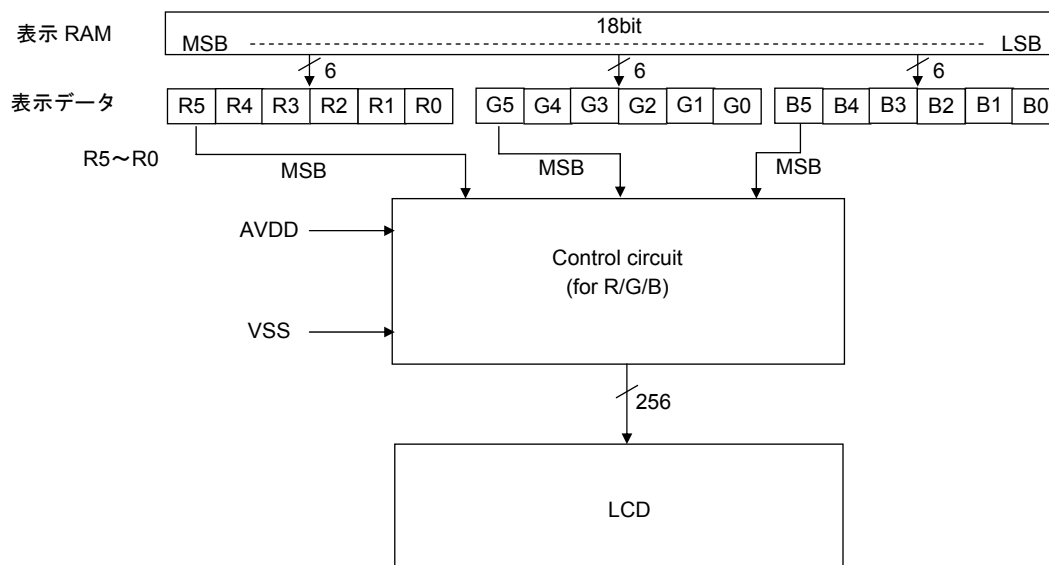 表示 RAM
18bit
MSB
LSB
6
6
6
表示データ
R5 R4 R3 R2 R1 R0
G5 G4 G3 G2 G1 G0
B5 B4 B3 B2 B1 B0
R5～R0
MSB
MSB
MSB
AVDD
Control circuit
(for R/G/B)
VSS
256
LCD